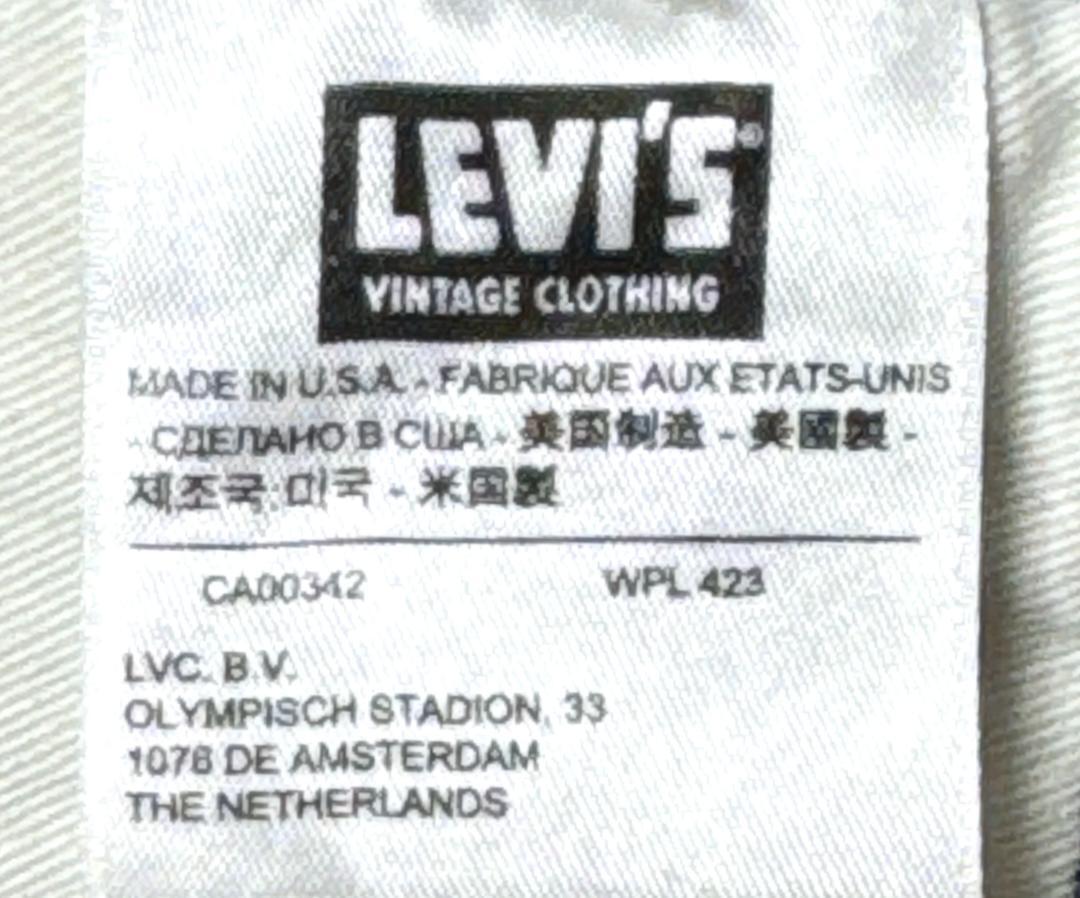 LEVI'S®
VINTAGE CLOTHING
MADE IN U.S.A. - FABRIQUE AUX ETATS-UNIS
- СДЕЛАНО В США - 美国制造 - 美國製 -
제조국:미국 - 米国製
CA00342 WPL 423
LVC. B.V.
OLYMPISCH STADION, 33
1076 DE AMSTERDAM
THE NETHERLANDS